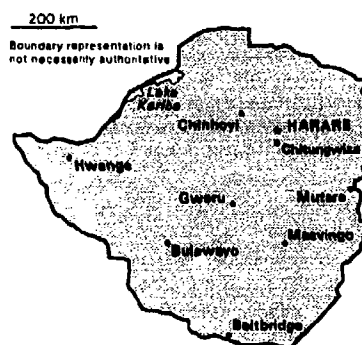 200 km
Boundary representation is
not necessarily authoritative
Lake
Kariba
Chinhoyi
HARARE
Chitungwiza
Hwange
Mutare
Gweru
Masvingo
Bulawayo
Beitbridge